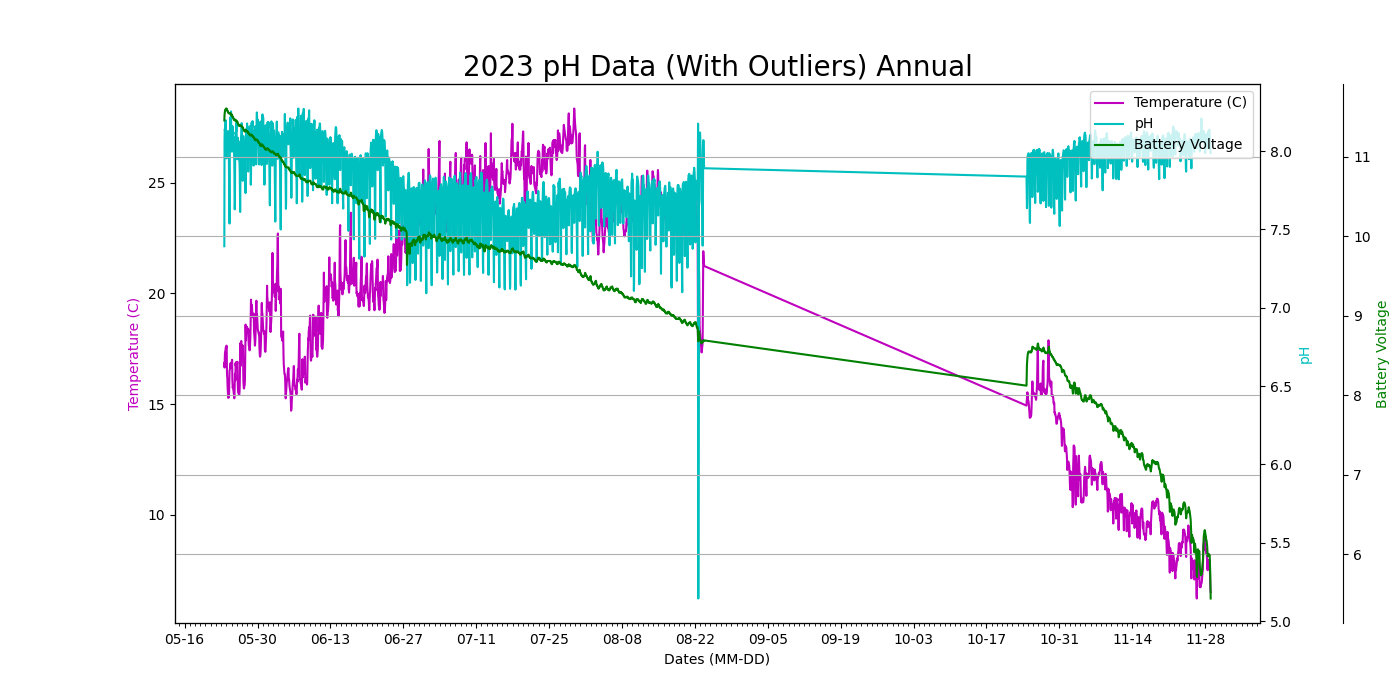 2023 pH Data (With Outliers) Annual
Temperature (C)
pH
Battery Voltage
25
20
15
10
Temperature (C)
8.0
7.5
7.0
6.5
6.0
5.5
5.0
pH
11
10
9
8
7
6
Battery Voltage
05-16 05-30 06-13 06-27 07-11 07-25 08-08 08-22 09-05 09-19 10-03 10-17 10-31 11-14 11-28
Dates (MM-DD)